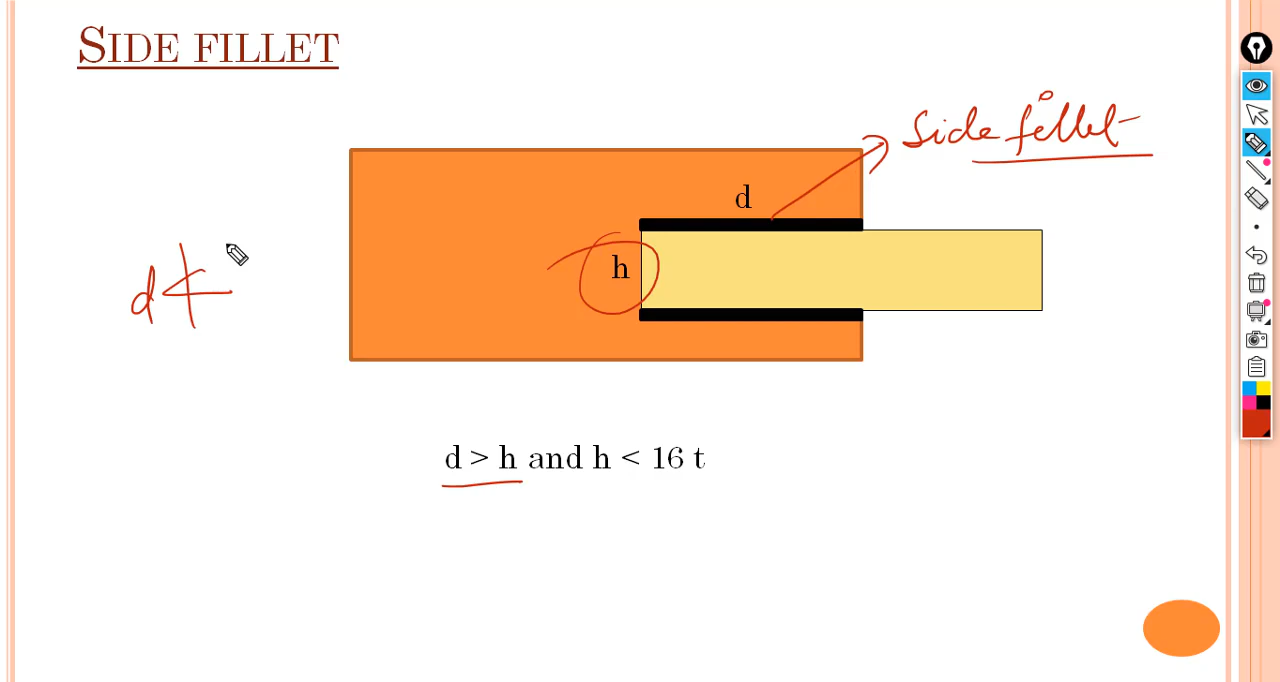 SIDE FILLET
Side fillet
d
h
d ≮
d > h and h < 16 t